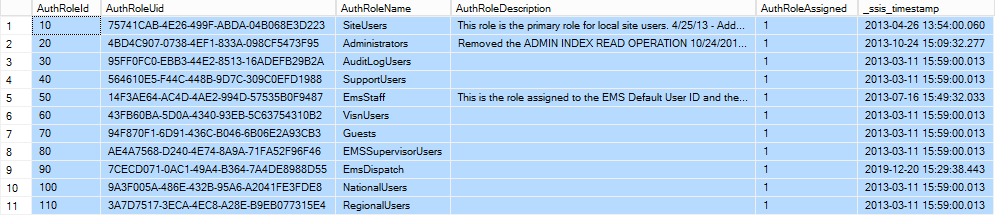 AuthRoleId AuthRoleUid AuthRoleName AuthRoleDescription AuthRoleAssigned _ssis_timestamp
1 10 75741CAB-4E26-499F-ABDA-04B068E3D223 SiteUsers This role is the primary role for local site users. 4/25/13 - Add... 1 2013-04-26 13:54:00.060
2 20 4BD4C907-0738-4EF1-833A-098CF5473F95 Administrators Removed the ADMIN INDEX READ OPERATION 10/24/201... 1 2013-10-24 15:09:32.277
3 30 95FF0FC0-EBB3-44E2-8513-16ADEFB29B2A AuditLogUsers 1 2013-03-11 15:59:00.013
4 40 564610E5-F44C-448B-9D7C-309C0EFD1988 SupportUsers 1 2013-03-11 15:59:00.013
5 50 14F3AE64-AC4D-4AE2-994D-57535B0F9487 EmsStaff This is the role assigned to the EMS Default User ID and the... 1 2013-07-16 15:49:32.033
6 60 43FB60BA-5D0A-4340-93EB-5C63754310B2 VisnUsers 1 2013-03-11 15:59:00.013
7 70 94F870F1-6D91-436C-B046-6B06E2A93CB3 Guests 1 2013-03-11 15:59:00.013
8 80 AE4A7568-D240-4E74-8A9A-71FA52F96F46 EMSSupervisorUsers 1 2013-03-11 15:59:00.013
9 90 7CECD071-0AC1-49A4-B364-7A4DE8988D55 EmsDispatch 1 2019-12-20 15:29:38.443
10 100 9A3F005A-486E-432B-95A6-A2041FE3FDE8 NationalUsers 1 2013-03-11 15:59:00.013
11 110 3A7D7517-3ECA-4EC8-A28E-B9EB077315E4 RegionalUsers 1 2013-03-11 15:59:00.013